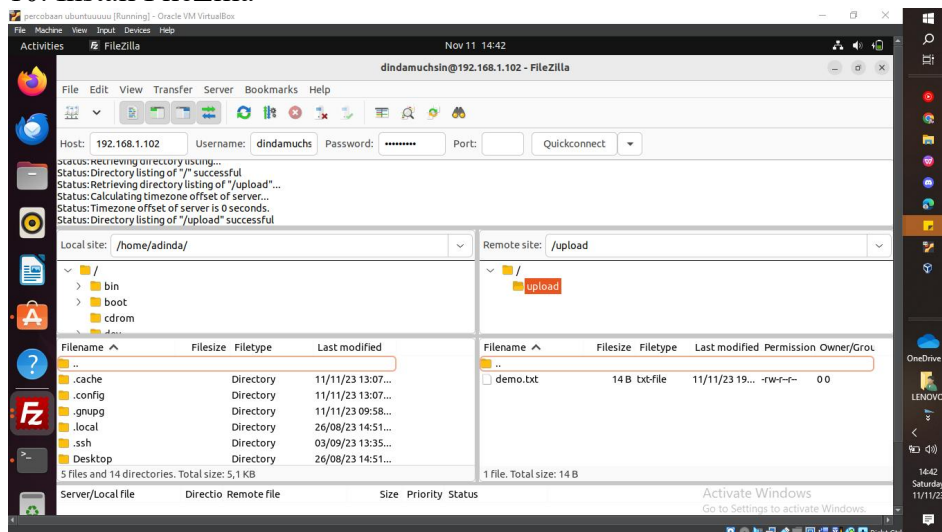 percobaan ubuntuuuu [Running] - Oracle VM VirtualBox
File Machine View Input Devices Help
Activities FileZilla Nov 11 14:42
dindamuchsin@192.168.1.102 - FileZilla
File Edit View Transfer Server Bookmarks Help
Host: 192.168.1.102 Username: dindamuchs Password: ••••••••• Port: Quickconnect
Status: Retrieving directory listing...
Status: Directory listing of "/" successful
Status: Retrieving directory listing of "/upload"...
Status: Calculating timezone offset of server...
Status: Timezone offset of server is 0 seconds.
Status: Directory listing of "/upload" successful
Local site: /home/adinda/
/
bin
boot
cdrom
Remote site: /upload
/
upload
Filename Filesize Filetype Last modified
..
.cache Directory 11/11/23 13:07...
.config Directory 11/11/23 13:07...
.gnupg Directory 11/11/23 09:58...
.local Directory 26/08/23 14:51...
.ssh Directory 03/09/23 13:35...
Desktop Directory 26/08/23 14:51...
5 files and 14 directories. Total size: 5,1 KB
Filename Filesize Filetype Last modified Permission Owner/Grou
..
demo.txt 14 B txt-file 11/11/23 19... -rw-r--r-- 0 0
1 file. Total size: 14 B
Server/Local file Directio Remote file Size Priority Status
Activate Windows
Go to Settings to activate Windows.
OneDrive
LENOVO
14:42
Saturday
11/11/23